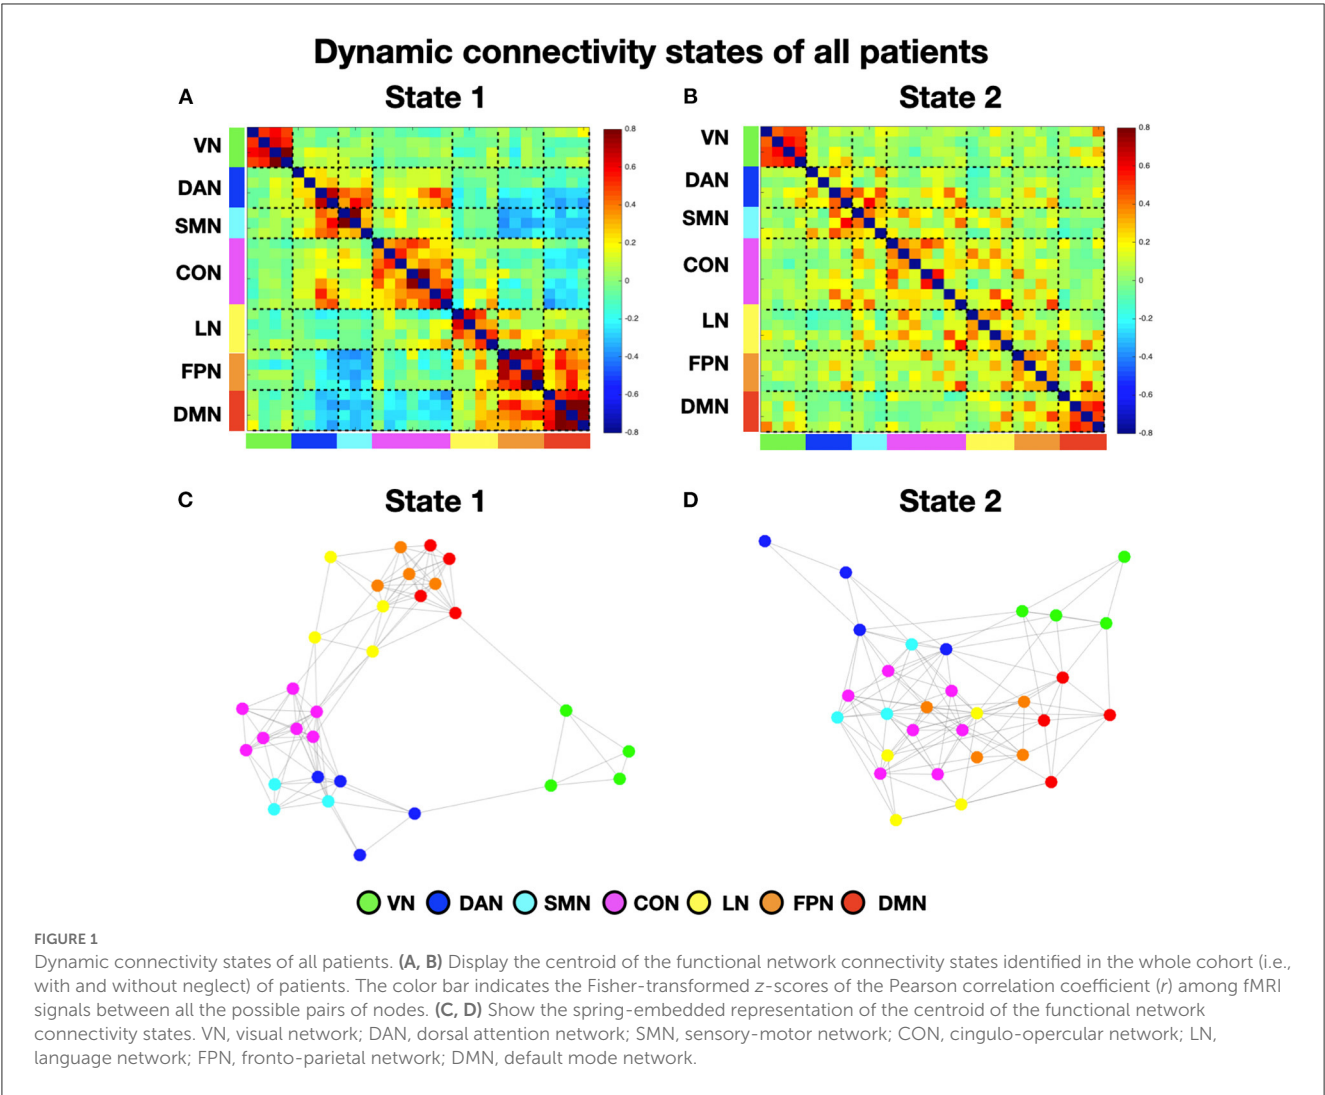 Dynamic connectivity states of all patients
A
State 1
B
State 2
VN
DAN
SMN
CON
LN
FPN
DMN
0.8
0.6
0.4
0.2
0
-0.2
-0.4
-0.6
-0.8
VN
DAN
SMN
CON
LN
FPN
DMN
0.8
0.6
0.4
0.2
0
-0.2
-0.4
-0.6
-0.8
C
State 1
D
State 2
VN DAN SMN CON LN FPN DMN
FIGURE 1
Dynamic connectivity states of all patients. (A, B) Display the centroid of the functional network connectivity states identified in the whole cohort (i.e.,
with and without neglect) of patients. The color bar indicates the Fisher-transformed z-scores of the Pearson correlation coefficient (r) among fMRI
signals between all the possible pairs of nodes. (C, D) Show the spring-embedded representation of the centroid of the functional network
connectivity states. VN, visual network; DAN, dorsal attention network; SMN, sensory-motor network; CON, cingulo-opercular network; LN,
language network; FPN, fronto-parietal network; DMN, default mode network.